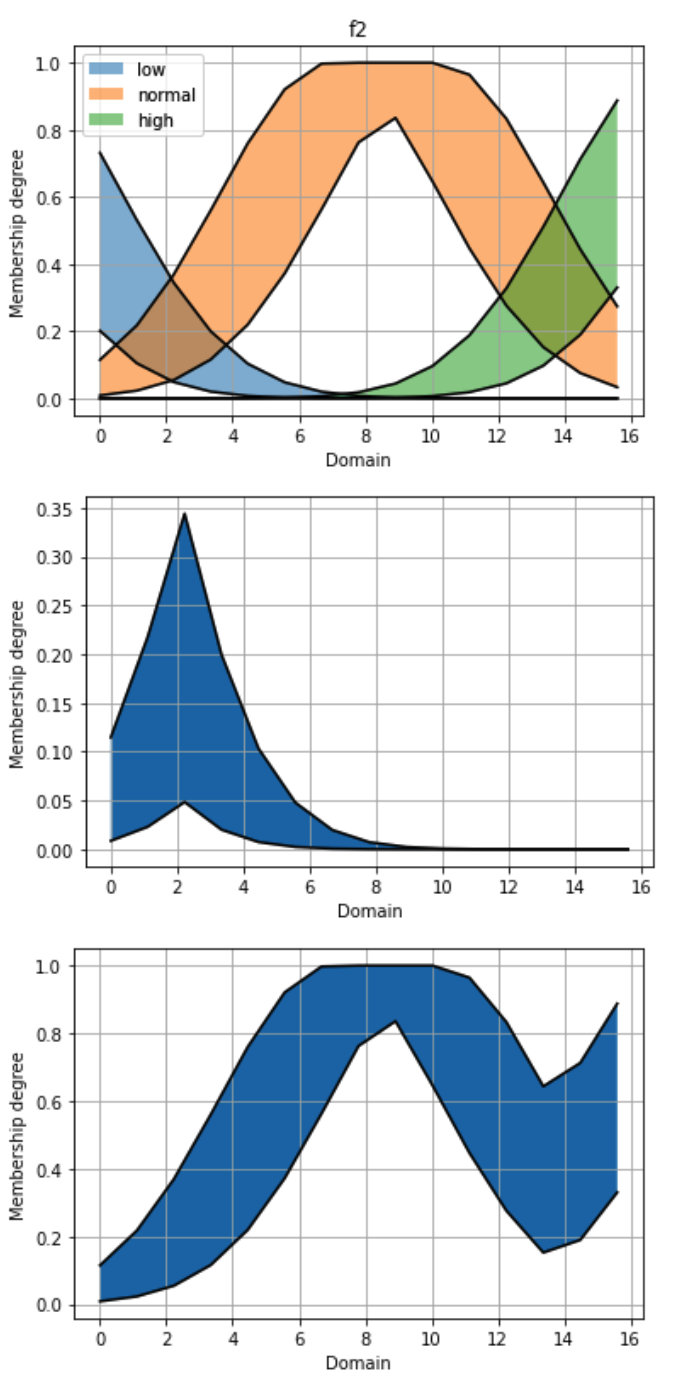 f2
low
normal
high
Membership degree
1.0
0.8
0.6
0.4
0.2
0.0
0 2 4 6 8 10 12 14 16
Domain
Membership degree
0.35
0.30
0.25
0.20
0.15
0.10
0.05
0.00
0 2 4 6 8 10 12 14 16
Domain
Membership degree
1.0
0.8
0.6
0.4
0.2
0.0
0 2 4 6 8 10 12 14 16
Domain